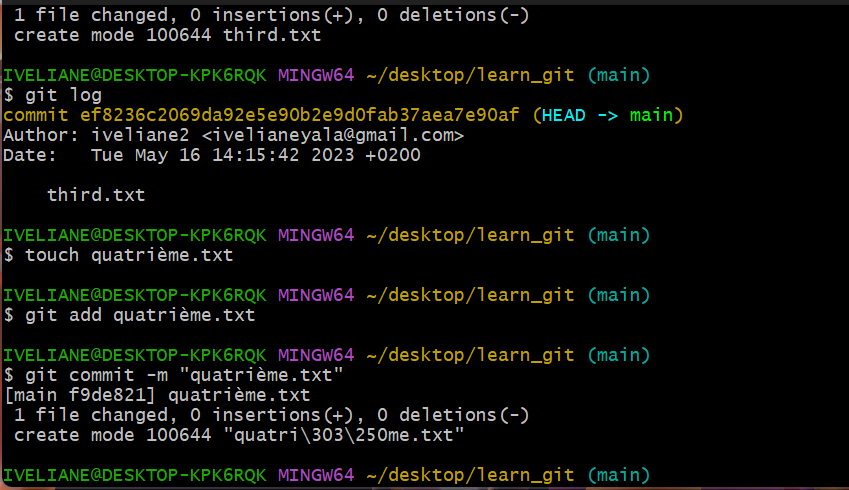 1 file changed, 0 insertions(+), 0 deletions(-)
create mode 100644 third.txt
IVELIANE@DESKTOP-KPK6RQK MINGW64 ~/desktop/learn_git (main)
$ git log
commit ef8236c2069da92e5e90b2e9d0fab37aea7e90af (HEAD -> main)
Author: iveliane2 <ivelianeyala@gmail.com>
Date:   Tue May 16 14:15:42 2023 +0200
    third.txt
IVELIANE@DESKTOP-KPK6RQK MINGW64 ~/desktop/learn_git (main)
$ touch quatrième.txt
IVELIANE@DESKTOP-KPK6RQK MINGW64 ~/desktop/learn_git (main)
$ git add quatrième.txt
IVELIANE@DESKTOP-KPK6RQK MINGW64 ~/desktop/learn_git (main)
$ git commit -m "quatrième.txt"
[main f9de821] quatrième.txt
 1 file changed, 0 insertions(+), 0 deletions(-)
 create mode 100644 "quatri\303\250me.txt"
IVELIANE@DESKTOP-KPK6RQK MINGW64 ~/desktop/learn_git (main)